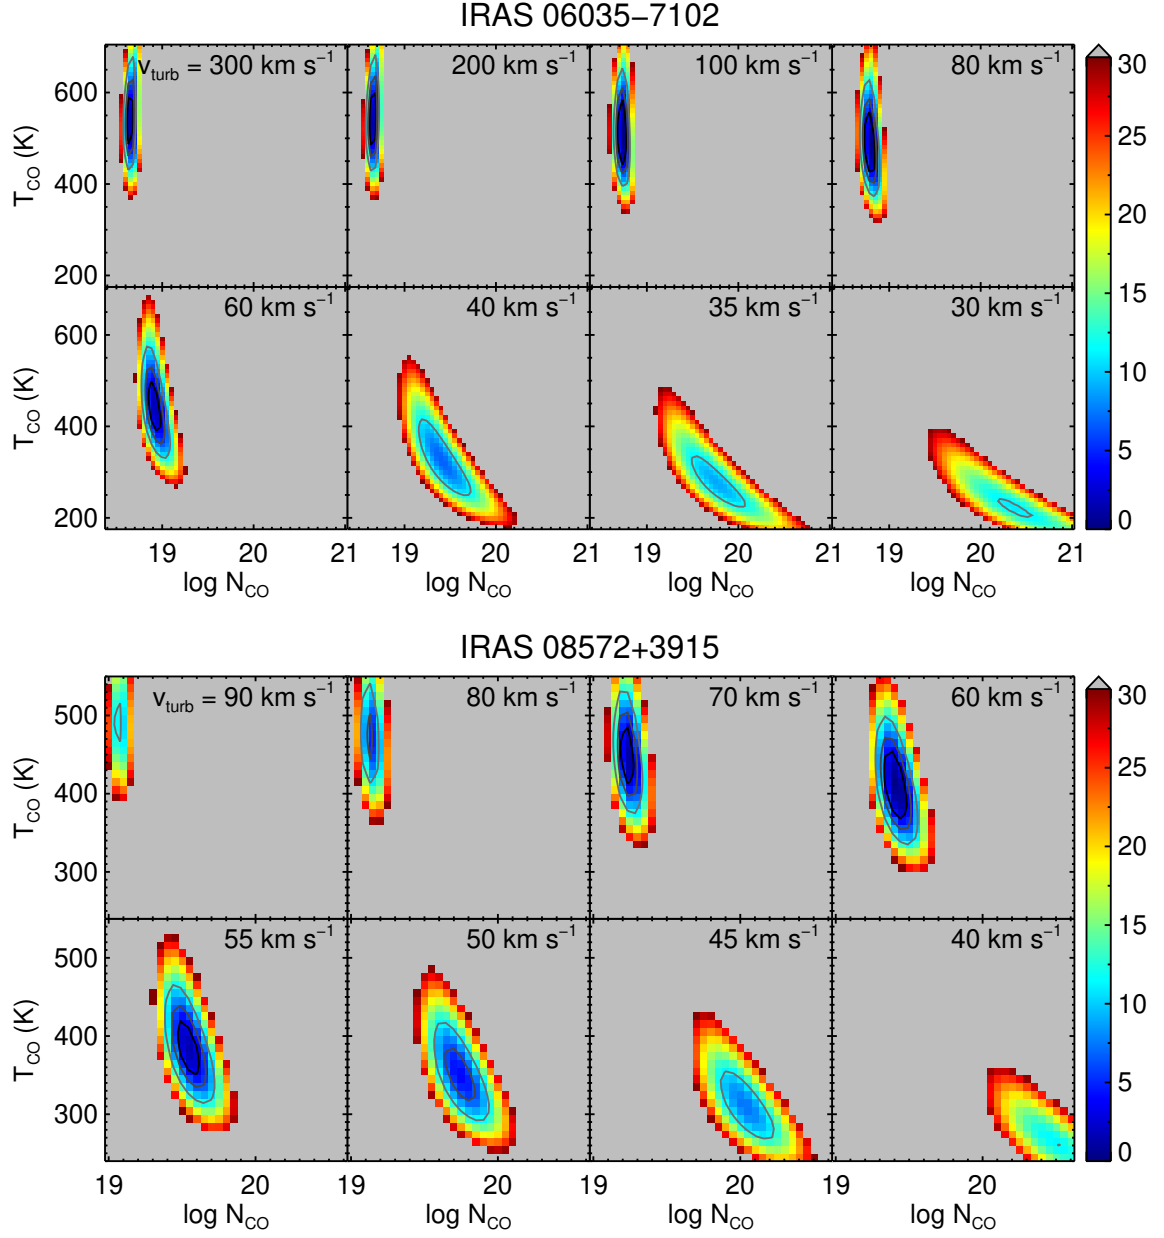 IRAS 06035−7102
v_turb = 300 km s⁻¹ 200 km s⁻¹ 100 km s⁻¹ 80 km s⁻¹ 30
600 25
T_CO (K) 20
400
200 15
60 km s⁻¹ 40 km s⁻¹ 35 km s⁻¹ 30 km s⁻¹
600 10
T_CO (K)
400 5
200 0
19 20 21 19 20 21 19 20 21 19 20 21
log N_CO log N_CO log N_CO log N_CO
IRAS 08572+3915
v_turb = 90 km s⁻¹ 80 km s⁻¹ 70 km s⁻¹ 60 km s⁻¹ 30
500 25
T_CO (K)
400 20
300
15
55 km s⁻¹ 50 km s⁻¹ 45 km s⁻¹ 40 km s⁻¹
500 10
T_CO (K)
400 5
300
0
19 20 19 20 19 20 19 20
log N_CO log N_CO log N_CO log N_CO